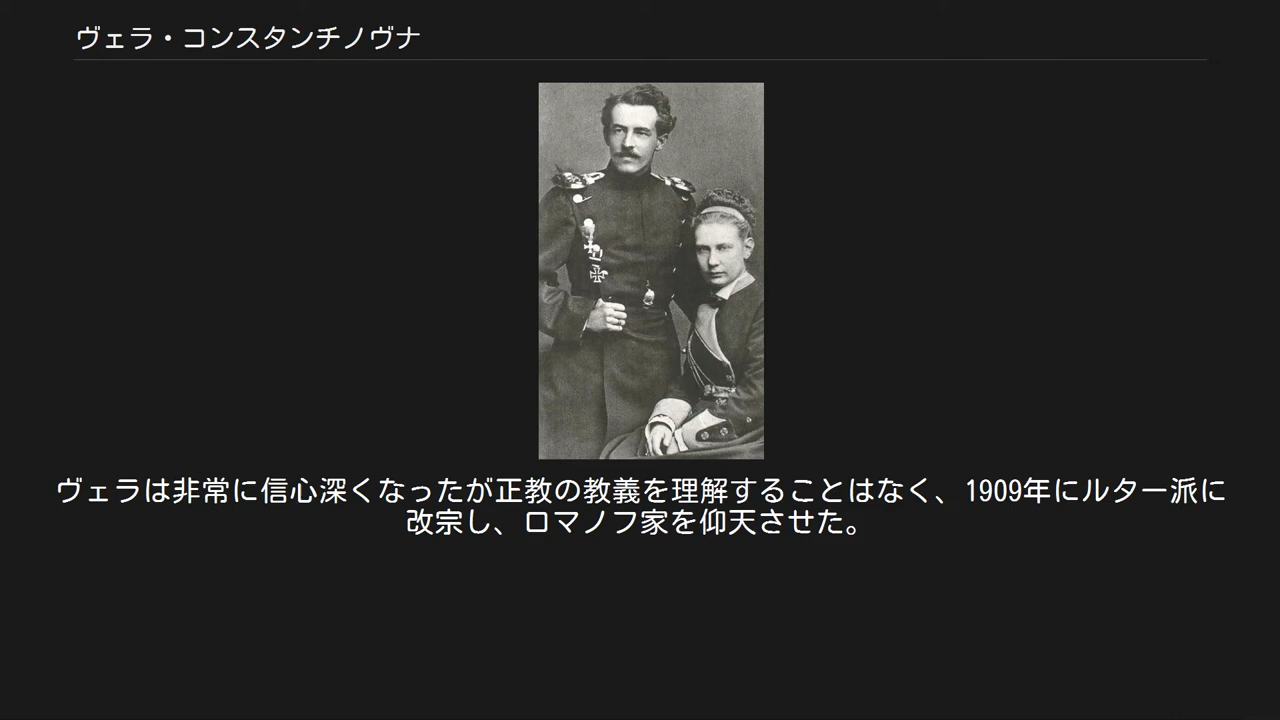 ヴェラ・コンスタンチノヴナ
ヴェラは非常に信心深くなったが正教の教義を理解することはなく、1909年にルター派に
改宗し、ロマノフ家を仰天させた。